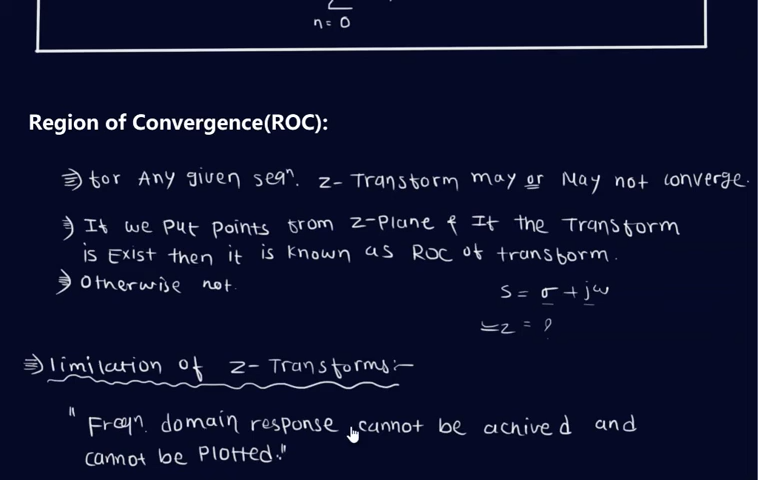 n = 0
Region of Convergence(ROC):
⇒ for Any given seqⁿ. z- Transform may or May not converge.
⇒ If we Put points from z-Plane & If the Transform
is Exist then it is known as ROC of transform.
⇒ Otherwise not.
S = σ + jω
z = ?
⇒ limilation of z- Transforms:-
" Freqn. domain response cannot be achived and
cannot be Plotted."